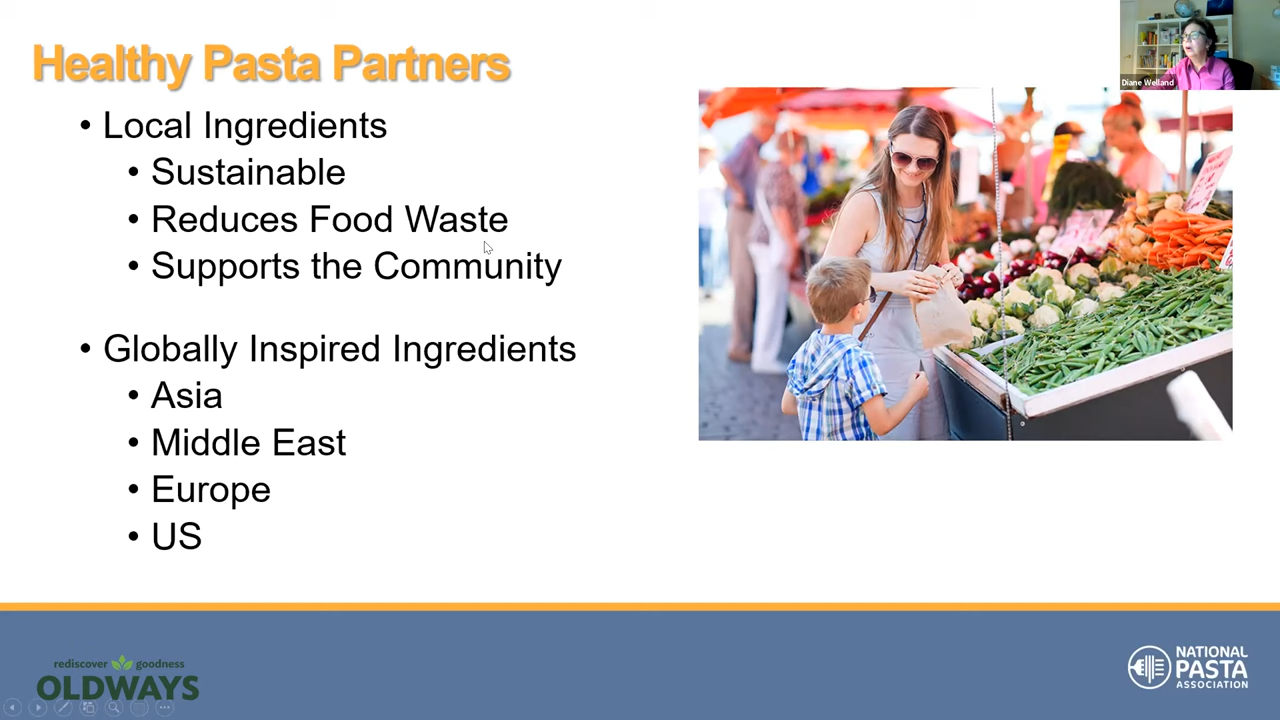 Healthy Pasta Partners
Diane Welland
• Local Ingredients
• Sustainable
• Reduces Food Waste
• Supports the Community
• Globally Inspired Ingredients
• Asia
• Middle East
• Europe
• US
rediscover goodness
OLDWAYS
NATIONAL
PASTA
ASSOCIATION